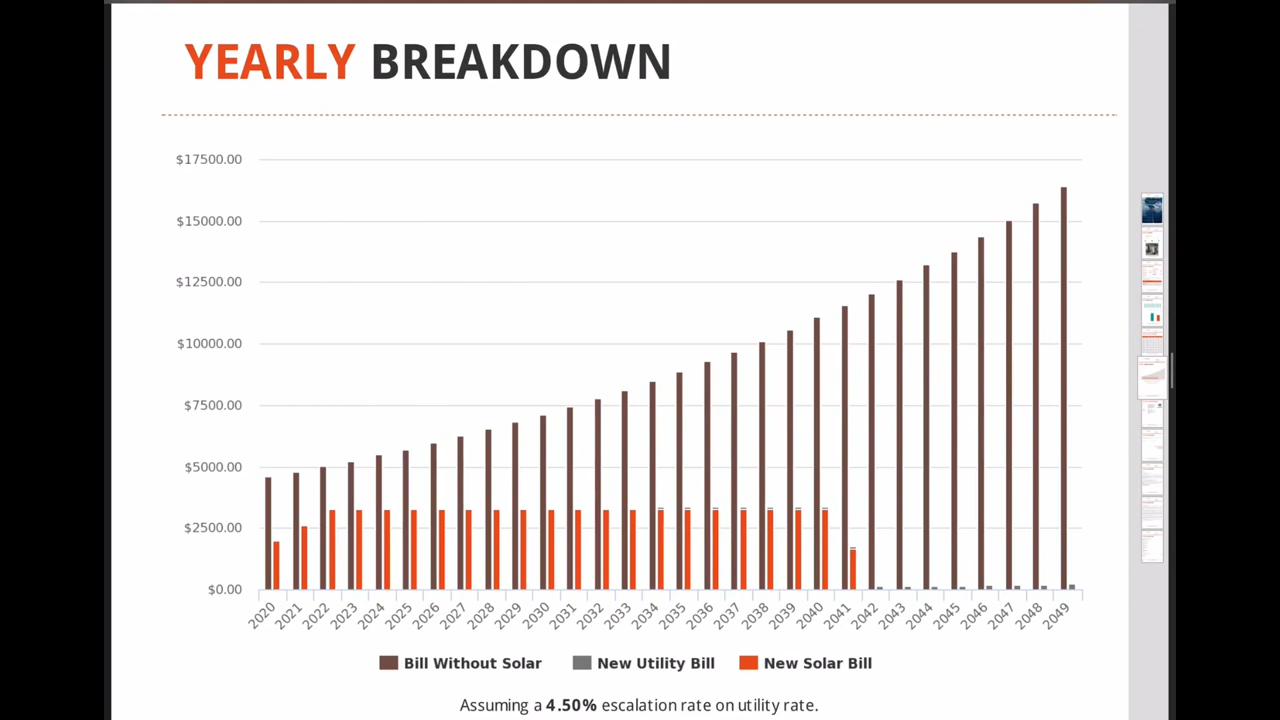 YEARLY BREAKDOWN
$17500.00
$15000.00
$12500.00
$10000.00
$7500.00
$5000.00
$2500.00
$0.00
2020 2021 2022 2023 2024 2025 2026 2027 2028 2029 2030 2031 2032 2033 2034 2035 2036 2037 2038 2039 2040 2041 2042 2043 2044 2045 2046 2047 2048 2049
Bill Without Solar New Utility Bill New Solar Bill
Assuming a 4.50% escalation rate on utility rate.